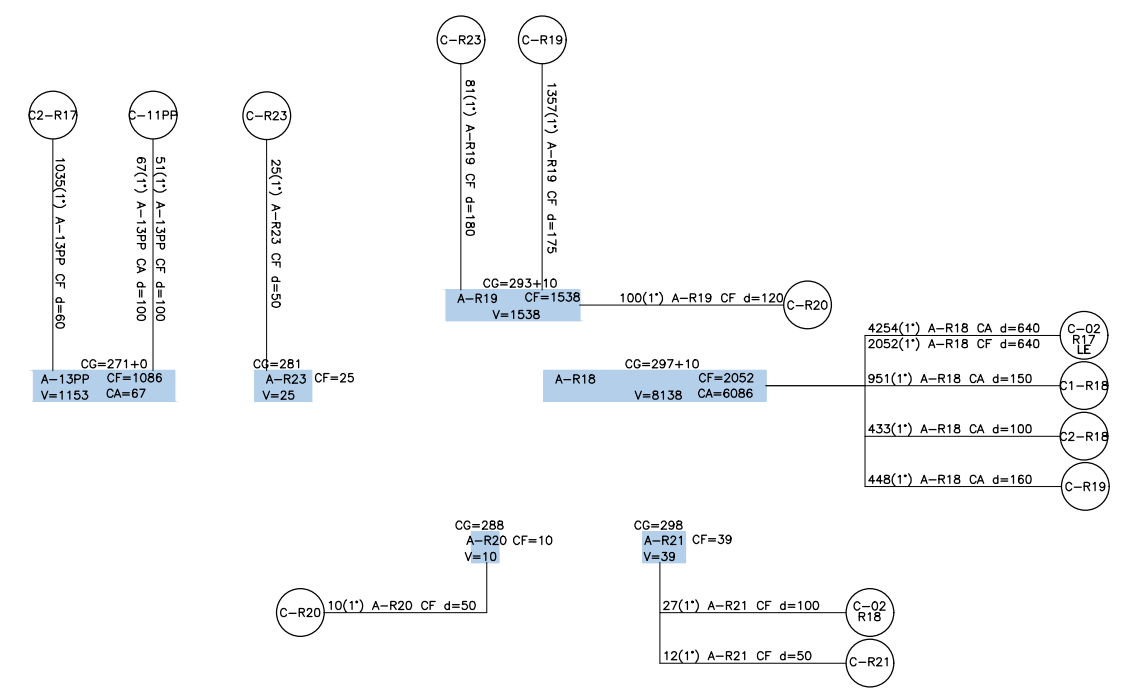 C-R23
C-R19
C2-R17
C-11PP
C-R23
81(1°) A-R19 CF d=180
1357(1°) A-R19 CF d=175
1035(1°) A-13PP CF d=60
67(1°) A-13PP CA d=100
51(1°) A-13PP CF d=100
25(1°) A-R23 CF d=50
CG=293+10
A-R19 CF=1538
V=1538
100(1°) A-R19 CF d=120
C-R20
CG=271+0
A-13PP CF=1086
V=1153 CA=67
CG=281
A-R23 CF=25
V=25
CG=297+10
A-R18 CF=2052
V=8138 CA=6086
4254(1°) A-R18 CA d=640
2052(1°) A-R18 CF d=640
C-02
R17
LE
951(1°) A-R18 CA d=150
C1-R18
433(1°) A-R18 CA d=100
C2-R18
448(1°) A-R18 CA d=160
C-R19
CG=288
A-R20 CF=10
V=10
C-R20
10(1°) A-R20 CF d=50
CG=298
A-R21 CF=39
V=39
27(1°) A-R21 CF d=100
C-02
R18
12(1°) A-R21 CF d=50
C-R21